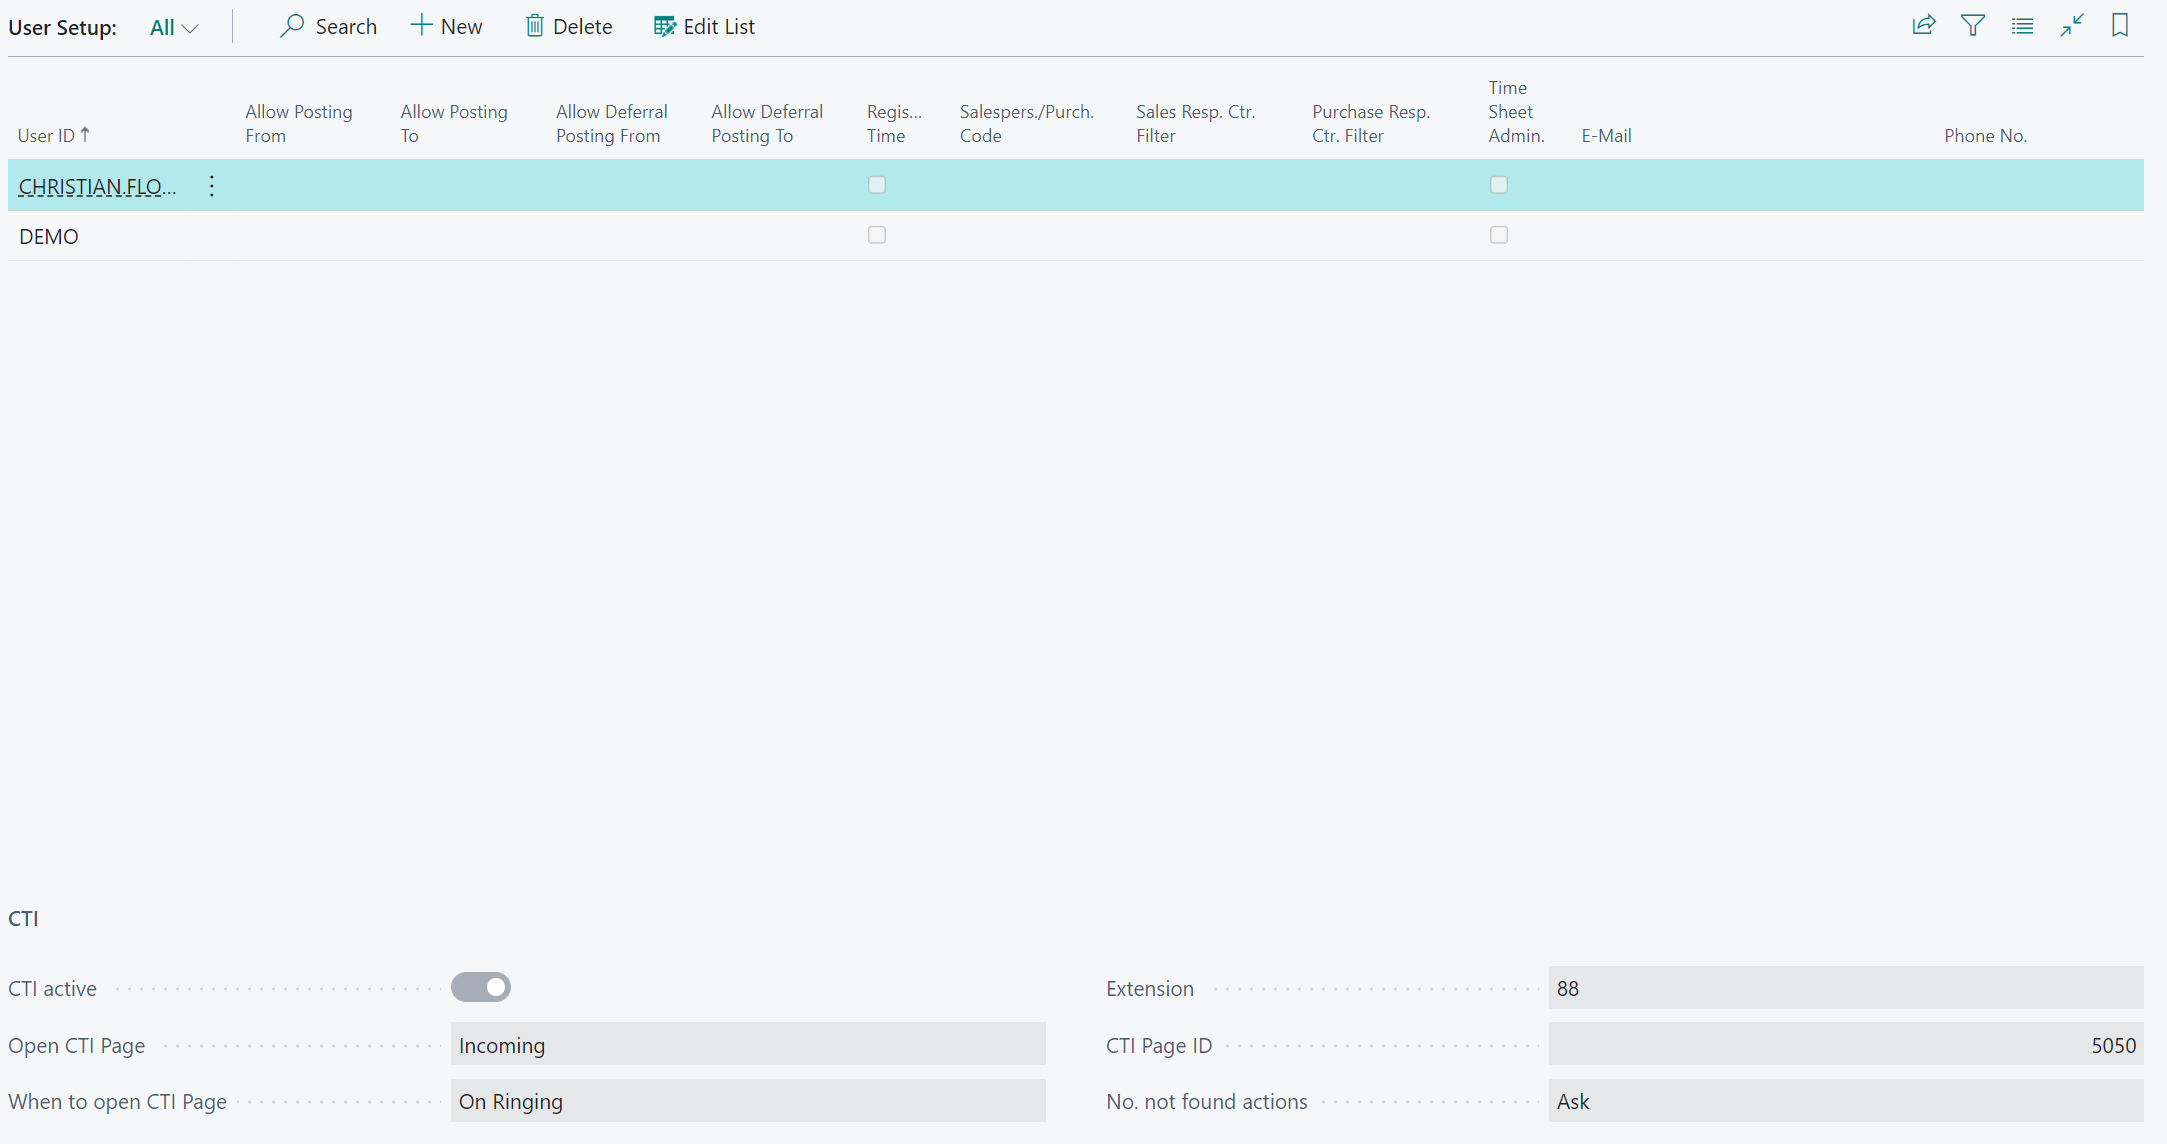 User Setup: All Search New Delete Edit List
Time
Allow Posting Allow Posting Allow Deferral Allow Deferral Regis... Salespers./Purch. Sales Resp. Ctr. Purchase Resp. Sheet
User ID From To Posting From Posting To Time Code Filter Ctr. Filter Admin. E-Mail Phone No.
CHRISTIAN.FLO...
DEMO
CTI
CTI active Extension 88
Open CTI Page Incoming CTI Page ID 5050
When to open CTI Page On Ringing No. not found actions Ask